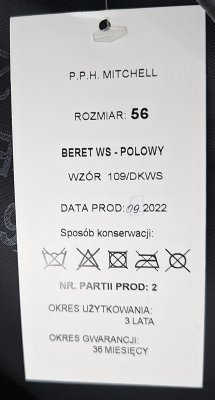 P.P.H. MITCHELL
ROZMIAR: 56
BERET WS - POLOWY
WZÓR 109/DKWS
DATA PROD: 09.2022
Sposób konserwacji:
NR. PARTII PROD: 2
OKRES UŻYTKOWANIA:
3 LATA
OKRES GWARANCJI:
36 MIESIĘCY